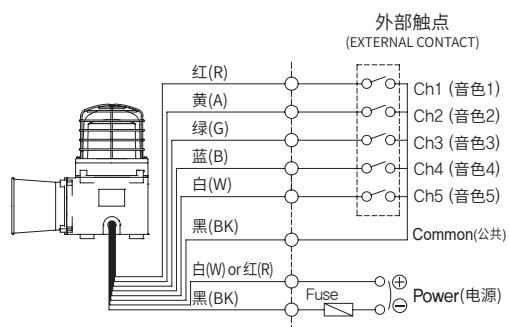 外部触点
(EXTERNAL CONTACT)
红(R)
Ch1 (音色1)
黄(A)
Ch2 (音色2)
绿(G)
Ch3 (音色3)
蓝(B)
Ch4 (音色4)
白(W)
Ch5 (音色5)
黑(BK)
Common(公共)
白(W) or 红(R)
黑(BK)
Fuse
⊕
⊖
Power(电源)